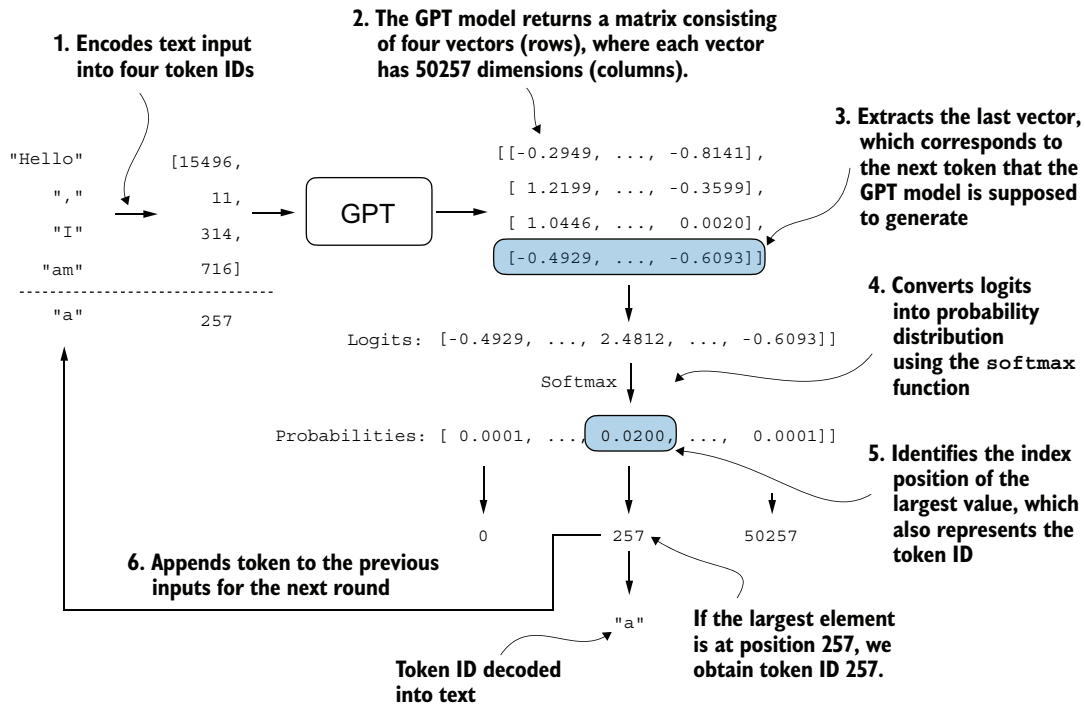 1. Encodes text input
into four token IDs
2. The GPT model returns a matrix consisting
of four vectors (rows), where each vector
has 50257 dimensions (columns).
3. Extracts the last vector,
which corresponds to
the next token that the
GPT model is supposed
to generate
"Hello" [15496,
"," 11,
"I" 314,
"am" 716]
"a" 257
GPT
[[-0.2949, ..., -0.8141],
[ 1.2199, ..., -0.3599],
[ 1.0446, ..., 0.0020],
[-0.4929, ..., -0.6093]]
4. Converts logits
into probability
distribution
using the softmax
function
Logits: [-0.4929, ..., 2.4812, ..., -0.6093]]
Softmax
Probabilities: [ 0.0001, ..., 0.0200, ..., 0.0001]]
5. Identifies the index
position of the
largest value, which
also represents the
token ID
0 257 50257
6. Appends token to the previous
inputs for the next round
"a"
If the largest element
is at position 257, we
obtain token ID 257.
Token ID decoded
into text